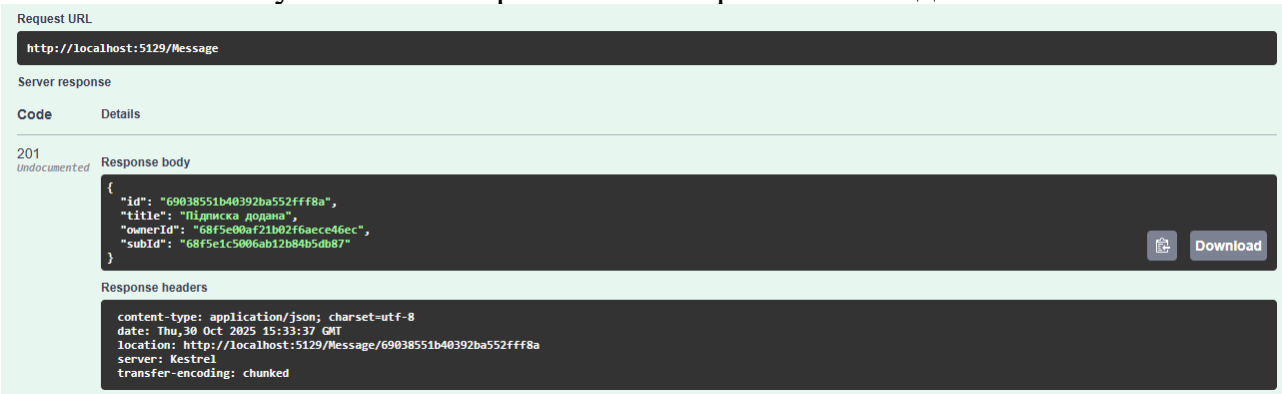 Request URL
http://localhost:5129/Message
Server response
Code Details
201
Undocumented
Response body
{
"id": "69038551b40392ba552fff8a",
"title": "Підписка додана",
"ownerId": "68f5e00af21b02f6aece46ec",
"subId": "68f5e1c5006ab12b84b5db87"
}
Download
Response headers
content-type: application/json; charset=utf-8
date: Thu,30 Oct 2025 15:33:37 GMT
location: http://localhost:5129/Message/69038551b40392ba552fff8a
server: Kestrel
transfer-encoding: chunked